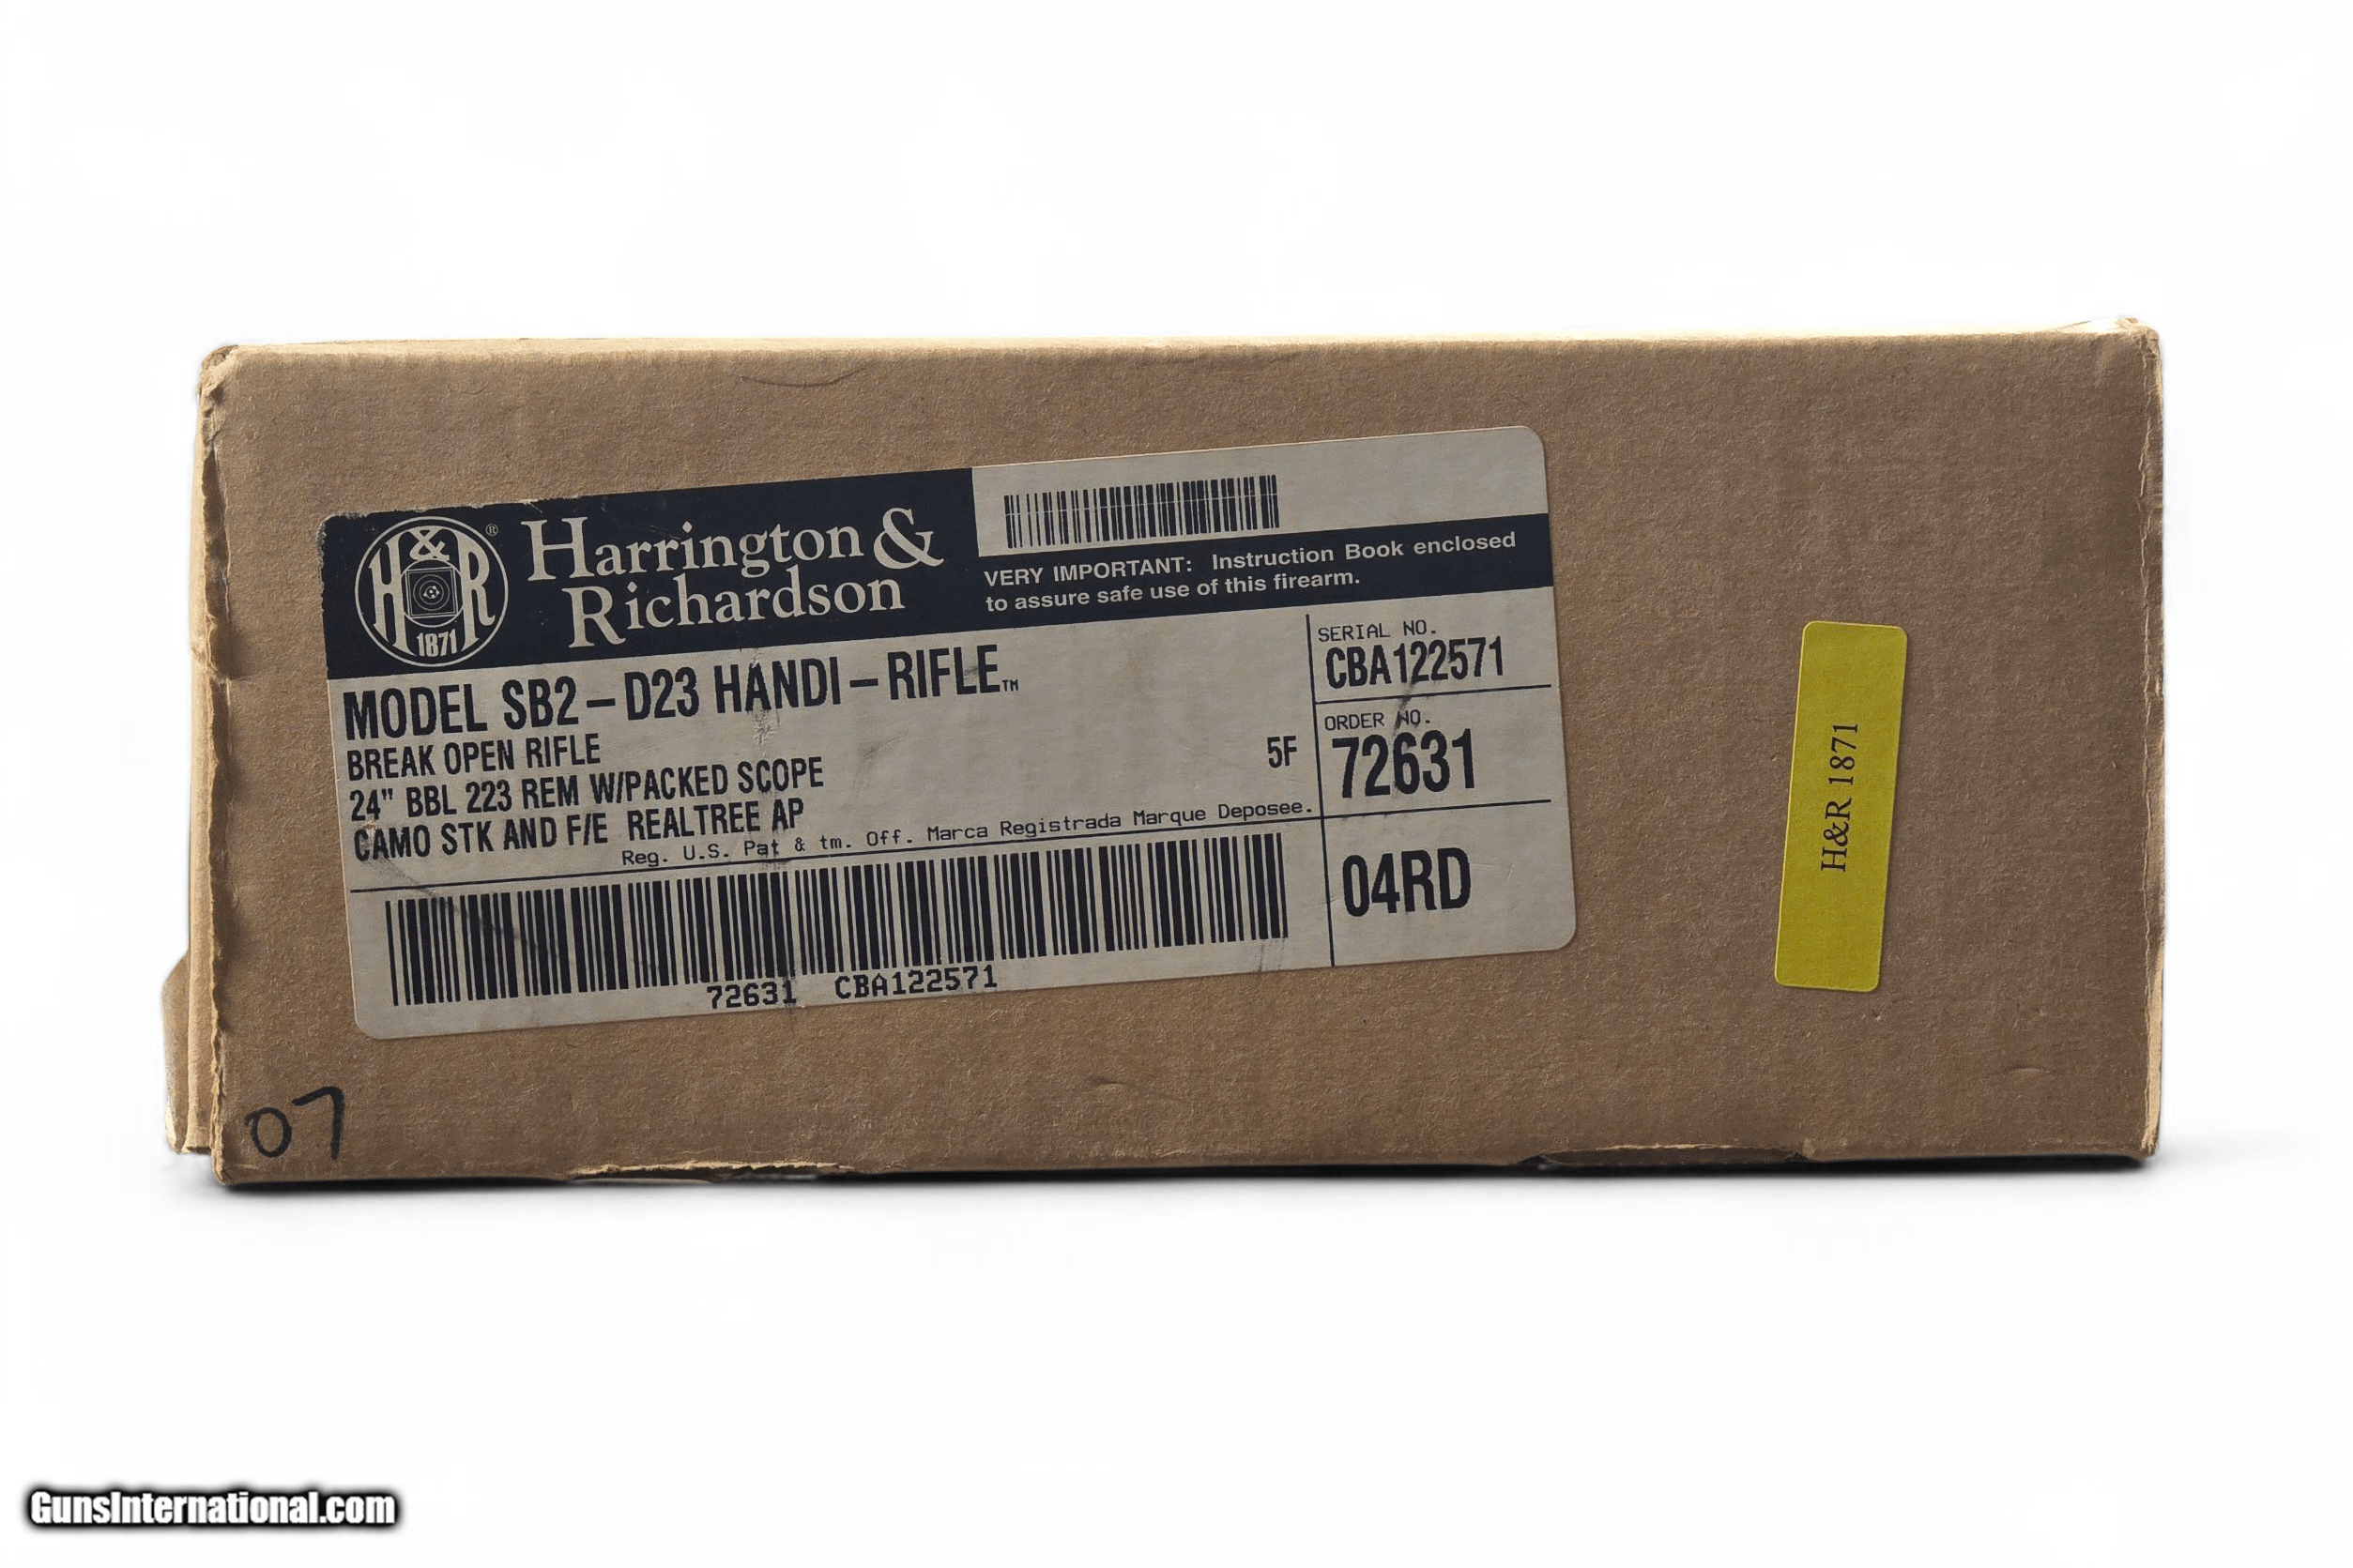 H&R
1871
®
Harrington &
Richardson
VERY IMPORTANT: Instruction Book enclosed
to assure safe use of this firearm.
MODEL SB2-D23 HANDI-RIFLE™
BREAK OPEN RIFLE
24" BBL 223 REM W/PACKED SCOPE
CAMO STK AND F/E REALTREE AP
5F
Reg. U.S. Pat & tm. Off. Marca Registrada Marque Deposee.
72631 CBA122571
SERIAL NO.
CBA122571
ORDER NO.
72631
04RD
H&R 1871
07
GunsInternational.com